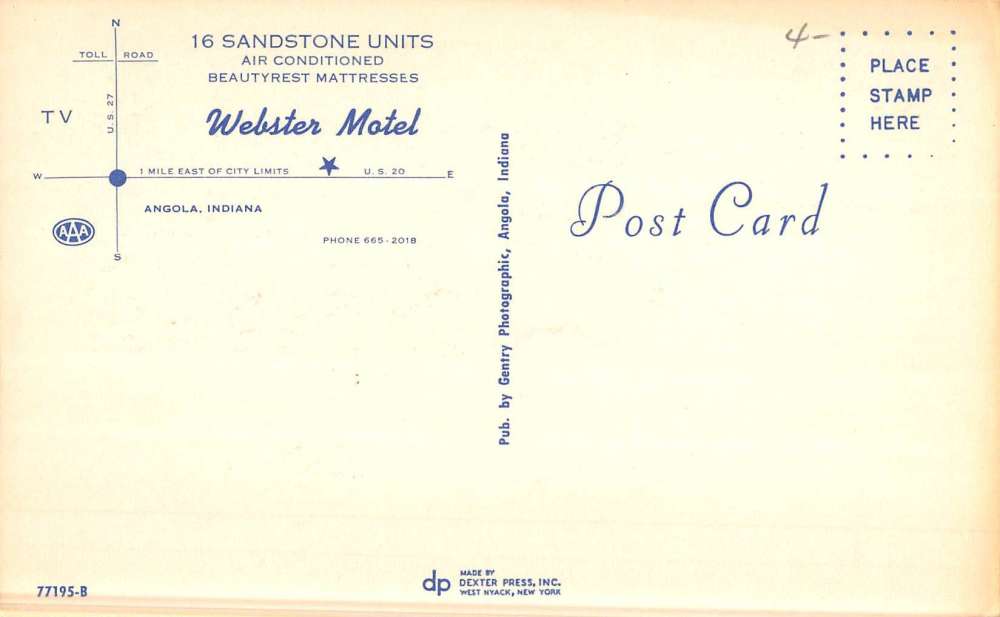 N
TOLL ROAD
U.S. 27
TV
W
E
S
AAA
16 SANDSTONE UNITS
AIR CONDITIONED
BEAUTYREST MATTRESSES
Webster Motel
1 MILE EAST OF CITY LIMITS
U. S. 20
ANGOLA, INDIANA
PHONE 665-2018
Pub. by Gentry Photographic, Angola, Indiana
4-
PLACE
STAMP
HERE
Post Card
77195-B
dp
MADE BY
DEXTER PRESS, INC.
WEST NYACK, NEW YORK